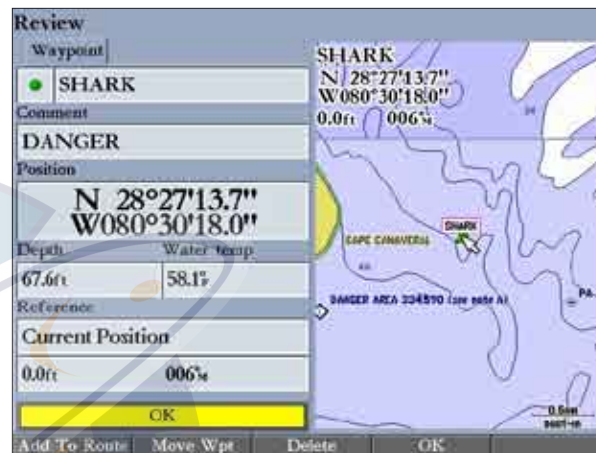 Review
Waypoint
SHARK
Comment
DANGER
Position
N 28°27'13.7"
W080°30'18.0"
Depth Water temp
67.6ft 58.1°F
Reference
Current Position
0.0ft 006°M
OK
Add To Route Move Wpt Delete OK
SHARK
N 28°27'13.7"
W080°30'18.0"
0.0ft 006°M
SHARK
CAPE CANAVERAL
DANGER AREA 334510 (see note A)
PA